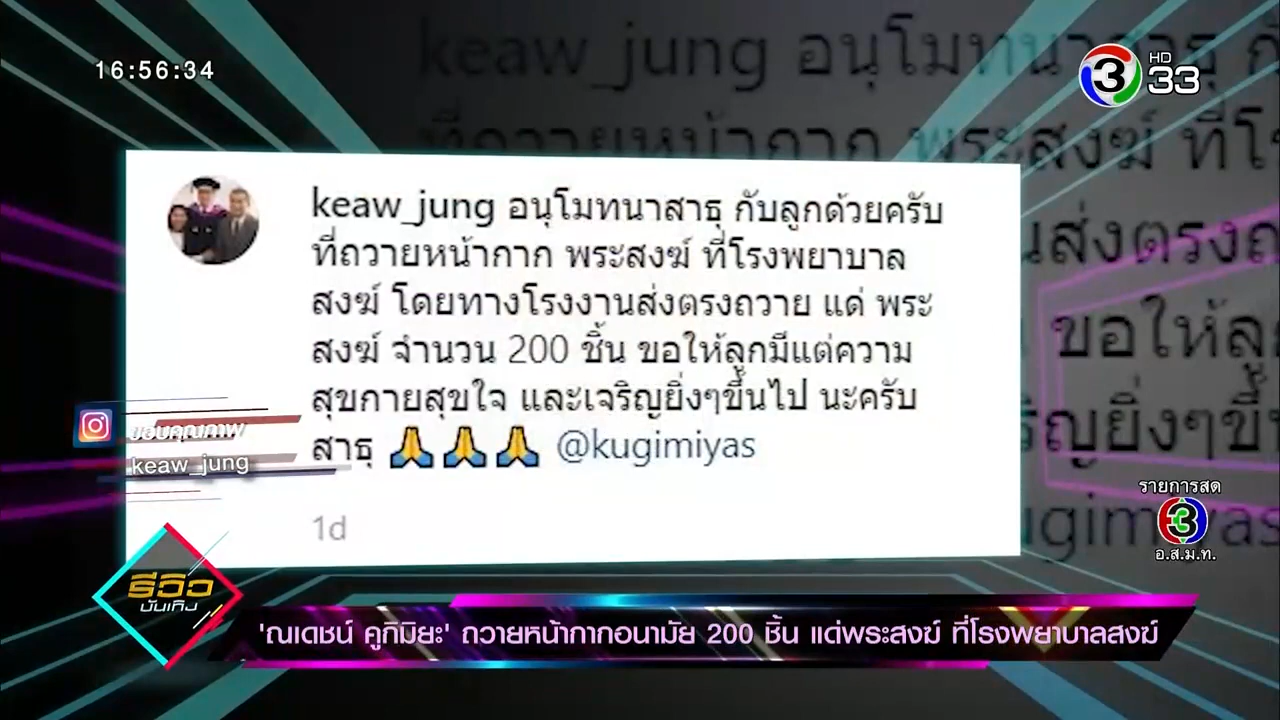 16:56:34
HD
3 33
keaw_jung อนุโมทนาสาธุ กับลูกด้วยครับ
ที่ถวายหน้ากาก พระสงฆ์ ที่โรงพยาบาล
สงฆ์ โดยทางโรงงานส่งตรงถวาย แด่ พระ
สงฆ์ จำนวน 200 ชิ้น ขอให้ลูกมีแต่ความ
สุขกายสุขใจ และเจริญยิ่งๆขึ้นไป นะครับ
สาธุ 🙏 🙏 🙏 @kugimiyas
1d
ขอบคุณภาพ
keaw_jung
รายการสด
3
อ.ส.ม.ท.
รีวิว
บันเทิง
'ณเดชน์ คูกิมิยะ' ถวายหน้ากากอนามัย 200 ชิ้น แด่พระสงฆ์ ที่โรงพยาบาลสงฆ์